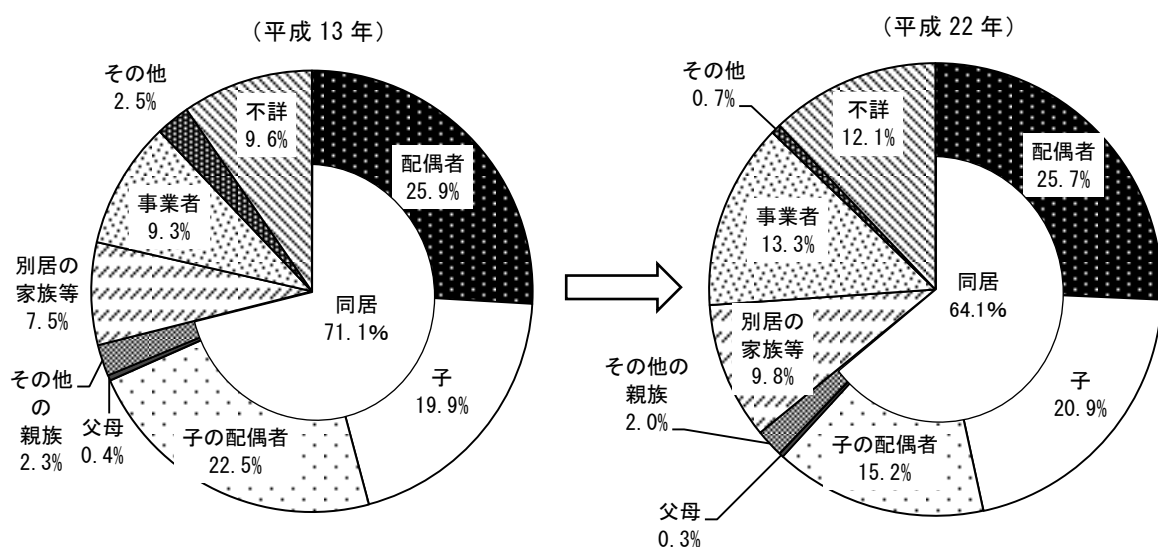 （平成 13 年）
その他
2.5%
不詳
9.6%
配偶者
25.9%
事業者
9.3%
別居の
家族等
7.5%
同居
71.1%
その他
の
親族
2.3%
父母
0.4%
子の配偶者
22.5%
子
19.9%
（平成 22 年）
その他
0.7%
不詳
12.1%
配偶者
25.7%
事業者
13.3%
同居
64.1%
別居の
家族等
9.8%
その他の
親族
2.0%
子
20.9%
子の配偶者
15.2%
父母
0.3%